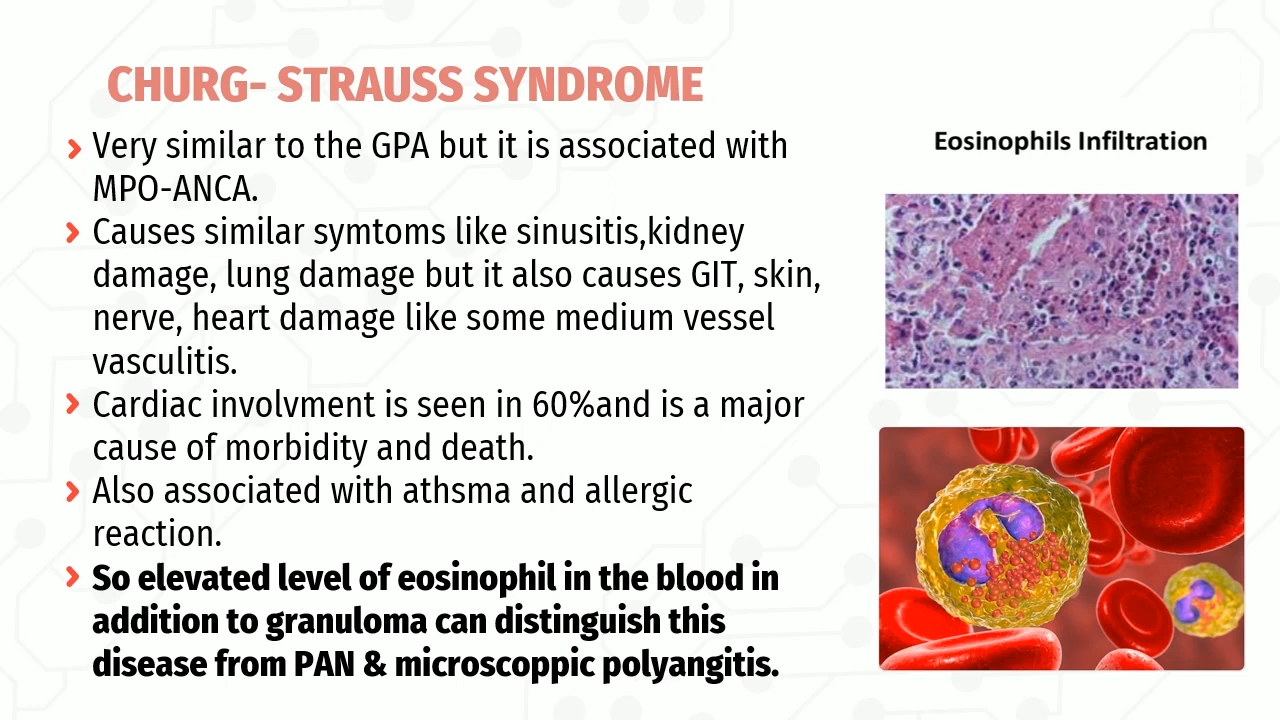 CHURG- STRAUSS SYNDROME
Very similar to the GPA but it is associated with
MPO-ANCA.
Causes similar symtoms like sinusitis,kidney
damage, lung damage but it also causes GIT, skin,
nerve, heart damage like some medium vessel
vasculitis.
Cardiac involvment is seen in 60%and is a major
cause of morbidity and death.
Also associated with athsma and allergic
reaction.
So elevated level of eosinophil in the blood in
addition to granuloma can distinguish this
disease from PAN & microscoppic polyangitis.
Eosinophils Infiltration